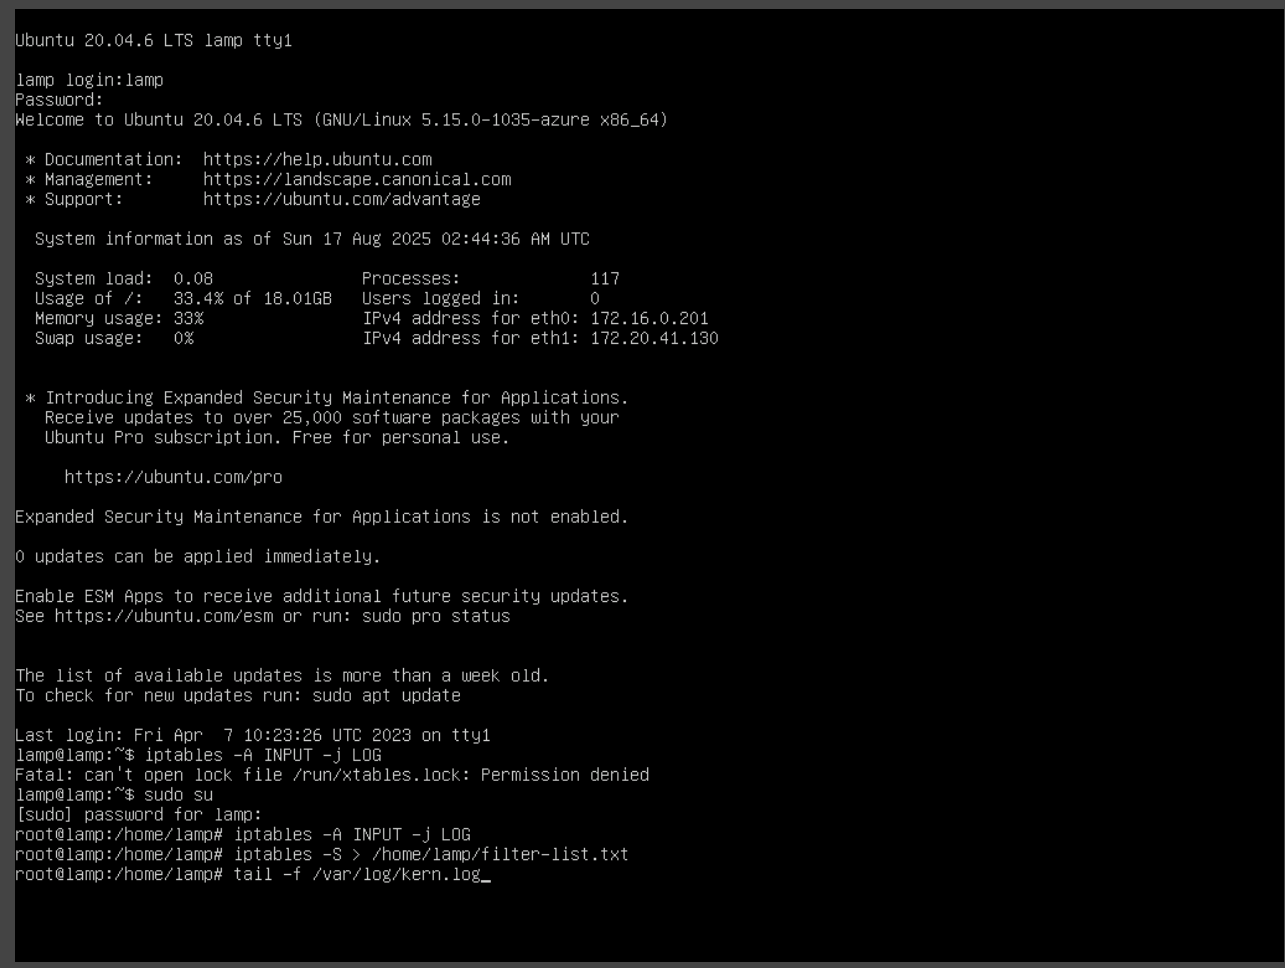 Ubuntu 20.04.6 LTS lamp tty1
lamp login:lamp
Password:
Welcome to Ubuntu 20.04.6 LTS (GNU/Linux 5.15.0-1035-azure x86_64)
* Documentation:  https://help.ubuntu.com
* Management:     https://landscape.canonical.com
* Support:        https://ubuntu.com/advantage
System information as of Sun 17 Aug 2025 02:44:36 AM UTC
System load:  0.08               Processes:             117
Usage of /:   33.4% of 18.01GB   Users logged in:       0
Memory usage: 33%                IPv4 address for eth0: 172.16.0.201
Swap usage:   0%                 IPv4 address for eth1: 172.20.41.130
* Introducing Expanded Security Maintenance for Applications.
Receive updates to over 25,000 software packages with your
Ubuntu Pro subscription. Free for personal use.
https://ubuntu.com/pro
Expanded Security Maintenance for Applications is not enabled.
0 updates can be applied immediately.
Enable ESM Apps to receive additional future security updates.
See https://ubuntu.com/esm or run: sudo pro status
The list of available updates is more than a week old.
To check for new updates run: sudo apt update
Last login: Fri Apr  7 10:23:26 UTC 2023 on tty1
lamp@lamp:~$ iptables -A INPUT -j LOG
Fatal: can't open lock file /run/xtables.lock: Permission denied
lamp@lamp:~$ sudo su
[sudo] password for lamp:
root@lamp:/home/lamp# iptables -A INPUT -j LOG
root@lamp:/home/lamp# iptables -S > /home/lamp/filter-list.txt
root@lamp:/home/lamp# tail -f /var/log/kern.log_